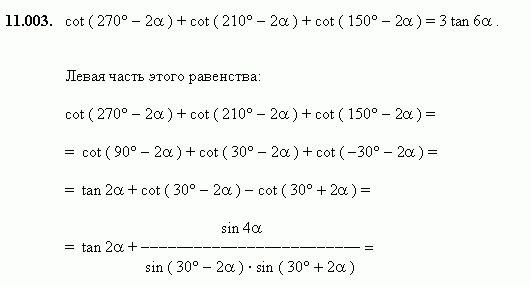 11.003. cot ( 270° − 2α ) + cot ( 210° − 2α ) + cot ( 150° − 2α ) = 3 tan 6α .
Левая часть этого равенства:
cot ( 270° − 2α ) + cot ( 210° − 2α ) + cot ( 150° − 2α ) =
= cot ( 90° − 2α ) + cot ( 30° − 2α ) + cot ( −30° − 2α ) =
= tan 2α + cot ( 30° − 2α ) − cot ( 30° + 2α ) =
sin 4α
= tan 2α + ─────────────── =
sin ( 30° − 2α ) · sin ( 30° + 2α )